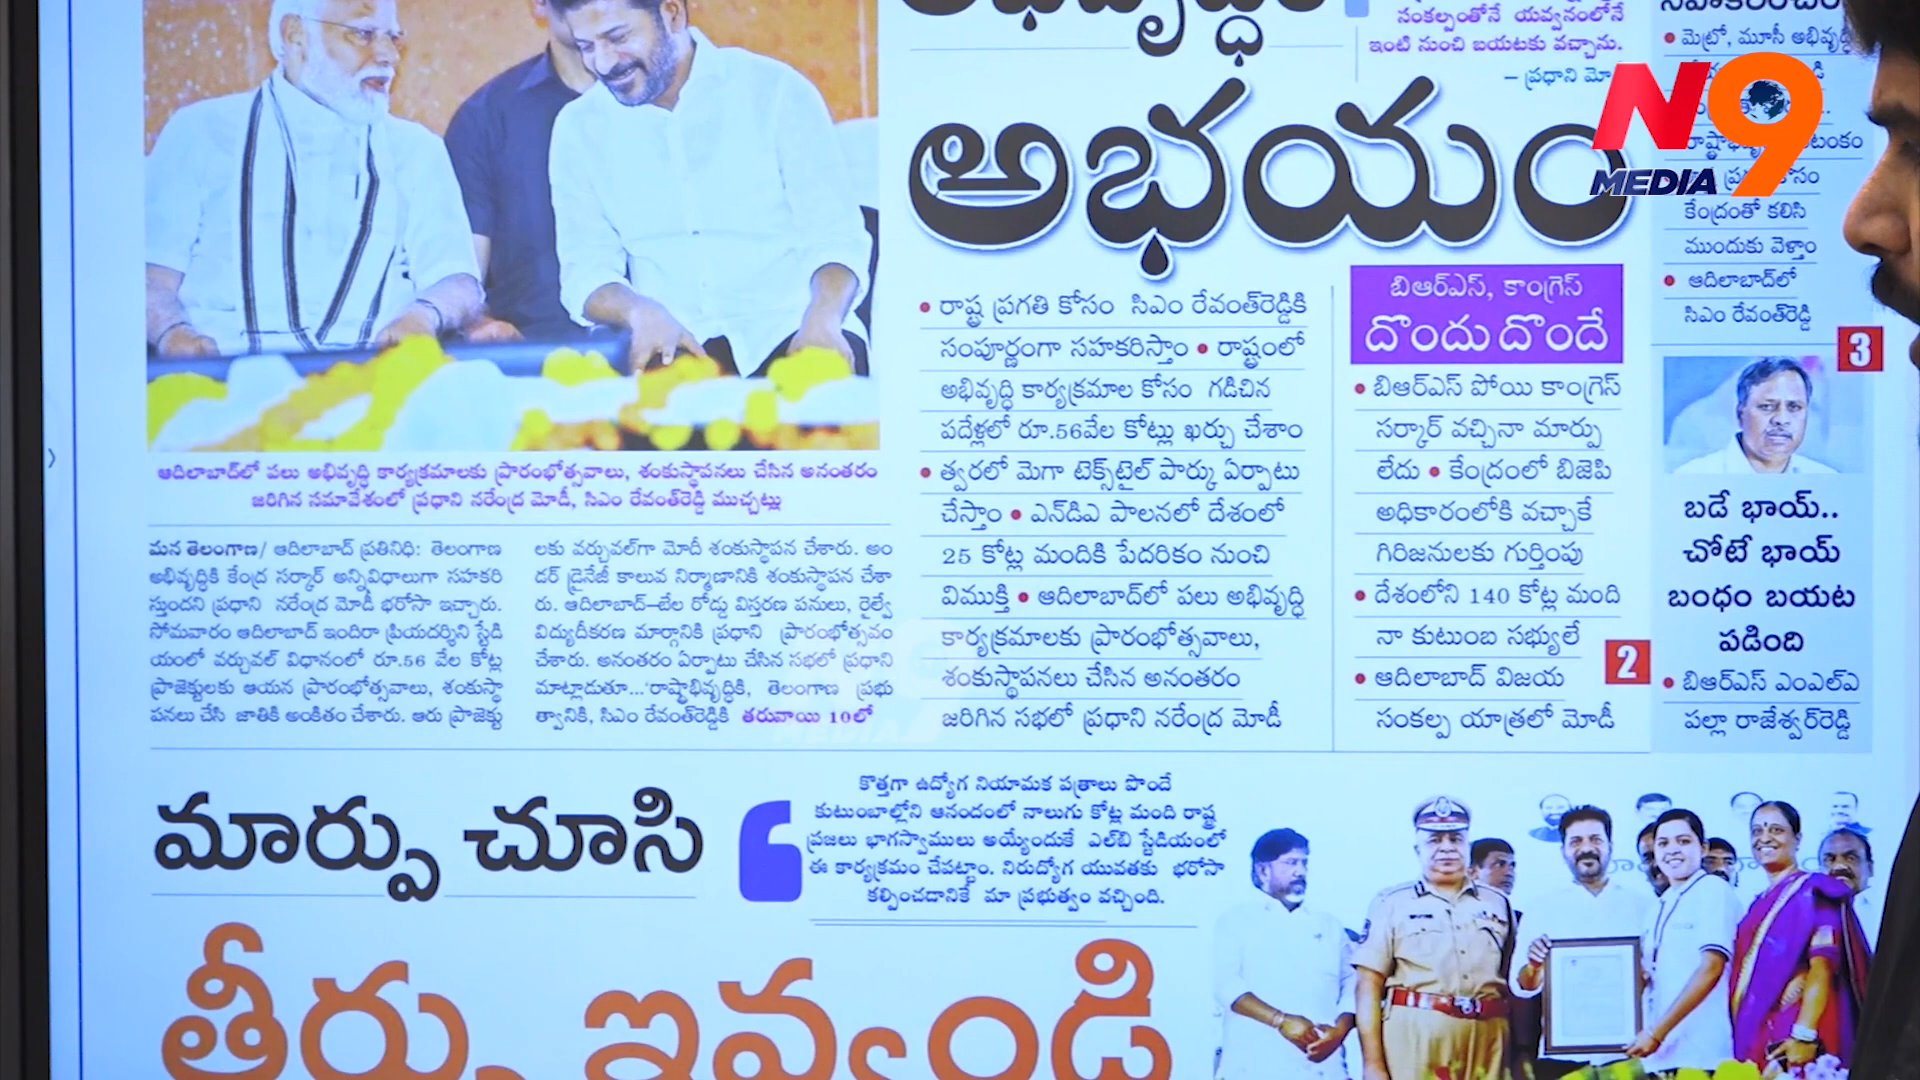 సంకల్పంతోనే యవ్వనంలోనే
ఇంటి నుంచి బయటకు వచ్చాను.
– ప్రధాని
అభయం
ఆదిలాబాద్‌లో పలు అభివృద్ధి కార్యక్రమాలకు ప్రారంభోత్సవాలు, శంకుస్థాపనలు చేసిన అనంతరం
జరిగిన సమావేశంలో ప్రధాని నరేంద్ర మోడీ, సిఎం రేవంత్‌రెడ్డి ముచ్చట్లు
మన తెలంగాణ/ ఆదిలాబాద్ ప్రతినిధి: తెలంగాణ
అభివృద్ధికి కేంద్ర సర్కార్ అన్నివిధాలుగా సహకరి
స్తుందని ప్రధాని నరేంద్ర మోడీ భరోసా ఇచ్చారు.
సోమవారం ఆదిలాబాద్ ఇందిరా ప్రియదర్శిని స్టేడి
యంలో వర్చువల్ విధానంలో రూ.56 వేల కోట్ల
ప్రాజెక్టులకు ఆయన ప్రారంభోత్సవాలు, శంకుస్థా
పనలు చేసి జాతికి అంకితం చేశారు. ఆరు ప్రాజెక్టు
లకు వర్చువల్‌గా మోదీ శంకుస్థాపన చేశారు. అం
డర్ డ్రైనేజీ కాలువ నిర్మాణానికి శంకుస్థాపన చేశా
రు. ఆదిలాబాద్–బేల రోడ్డు విస్తరణ పనులు, రైల్వే
విద్యుదీకరణ మార్గానికి ప్రధాని ప్రారంభోత్సవం
చేశారు. అనంతరం ఏర్పాటు చేసిన సభలో ప్రధాని
మాట్లాడుతూ...'రాష్ట్రాభివృద్ధికి, తెలంగాణ ప్రభు
త్వానికి, సిఎం రేవంత్‌రెడ్డికి తరువాయి 10లో
• రాష్ట్ర ప్రగతి కోసం సిఎం రేవంత్‌రెడ్డికి
సంపూర్ణంగా సహకరిస్తాం • రాష్ట్రంలో
అభివృద్ధి కార్యక్రమాల కోసం గడిచిన
పదేళ్లలో రూ.56వేల కోట్లు ఖర్చు చేశాం
• త్వరలో మెగా టెక్స్‌టైల్ పార్కు ఏర్పాటు
చేస్తాం • ఎన్‌డిఎ పాలనలో దేశంలో
25 కోట్ల మందికి పేదరికం నుంచి
విముక్తి • ఆదిలాబాద్‌లో పలు అభివృద్ధి
కార్యక్రమాలకు ప్రారంభోత్సవాలు,
శంకుస్థాపనలు చేసిన అనంతరం
జరిగిన సభలో ప్రధాని నరేంద్ర మోడీ
బిఆర్ఎస్, కాంగ్రెస్
దొందు దొందే
• బిఆర్ఎస్ పోయి కాంగ్రెస్
సర్కార్ వచ్చినా మార్పు
లేదు • కేంద్రంలో బిజెపి
అధికారంలోకి వచ్చాకే
గిరిజనులకు గుర్తింపు
• దేశంలోని 140 కోట్ల మంది
నా కుటుంబ సభ్యులే
• ఆదిలాబాద్ విజయ
సంకల్ప యాత్రలో మోడీ
2
• మెట్రో, మూసీ అభివృద్ధి
కేంద్రంతో కలిసి
ముందుకు వెళ్తాం
• ఆదిలాబాద్‌లో
సిఎం రేవంత్‌రెడ్డి
3
N9
MEDIA
బడే భాయ్..
చోటే భాయ్
బంధం బయట
పడింది
• బిఆర్ఎస్ ఎంఎల్ఎ
పల్లా రాజేశ్వర్‌రెడ్డి
మార్పు చూసి
తీర్పు ఇవ్వండి
కొత్తగా ఉద్యోగ నియామక పత్రాలు పొందే
కుటుంబాల్లోని ఆనందంలో నాలుగు కోట్ల మంది రాష్ట్ర
ప్రజలు భాగస్వాములు అయ్యేందుకే ఎల్‌బి స్టేడియంలో
ఈ కార్యక్రమం చేపట్టాం. నిరుద్యోగ యువతకు భరోసా
కల్పించడానికే మా ప్రభుత్వం వచ్చింది.